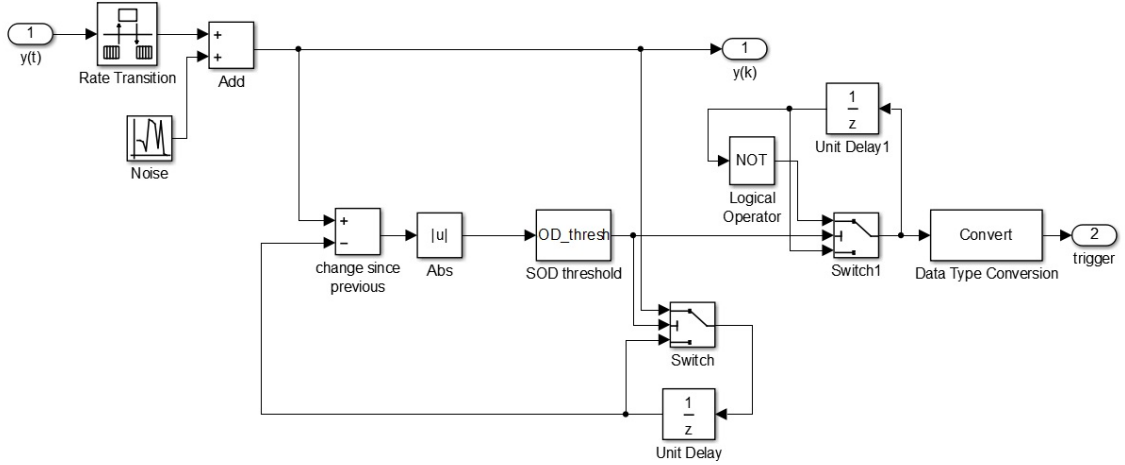 1
y(t)
Rate Transition
+
+
Add
Noise
1
y(k)
1
z
Unit Delay1
NOT
Logical
Operator
+
−
change since
previous
|u|
Abs
OD_thresh
SOD threshold
Switch1
Convert
Data Type Conversion
2
trigger
Switch
1
z
Unit Delay